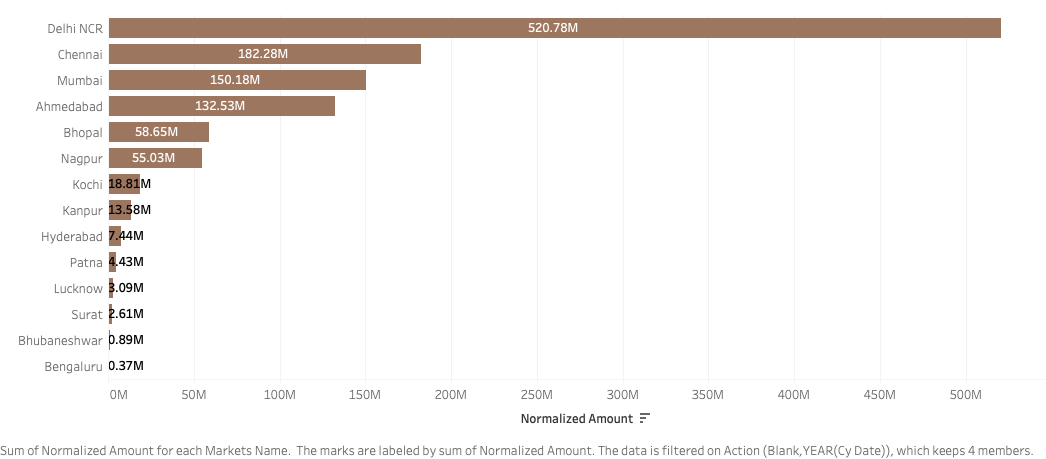 Delhi NCR 520.78M
Chennai 182.28M
Mumbai 150.18M
Ahmedabad 132.53M
Bhopal 58.65M
Nagpur 55.03M
Kochi 18.81M
Kanpur 13.58M
Hyderabad 7.44M
Patna 4.43M
Lucknow 3.09M
Surat 2.61M
Bhubaneshwar 0.89M
Bengaluru 0.37M
0M 50M 100M 150M 200M 250M 300M 350M 400M 450M 500M
Normalized Amount
Sum of Normalized Amount for each Markets Name.  The marks are labeled by sum of Normalized Amount. The data is filtered on Action (Blank,YEAR(Cy Date)), which keeps 4 members.